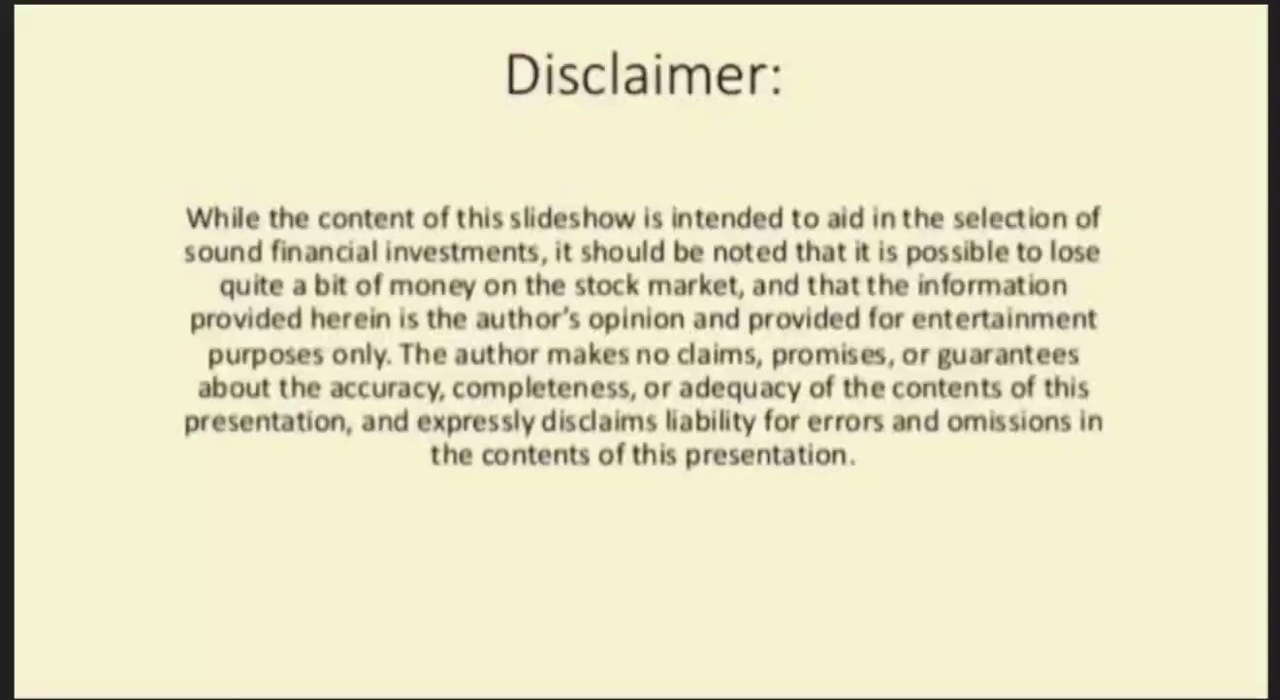 Disclaimer:
While the content of this slideshow is intended to aid in the selection of
sound financial investments, it should be noted that it is possible to lose
quite a bit of money on the stock market, and that the information
provided herein is the author’s opinion and provided for entertainment
purposes only. The author makes no claims, promises, or guarantees
about the accuracy, completeness, or adequacy of the contents of this
presentation, and expressly disclaims liability for errors and omissions in
the contents of this presentation.